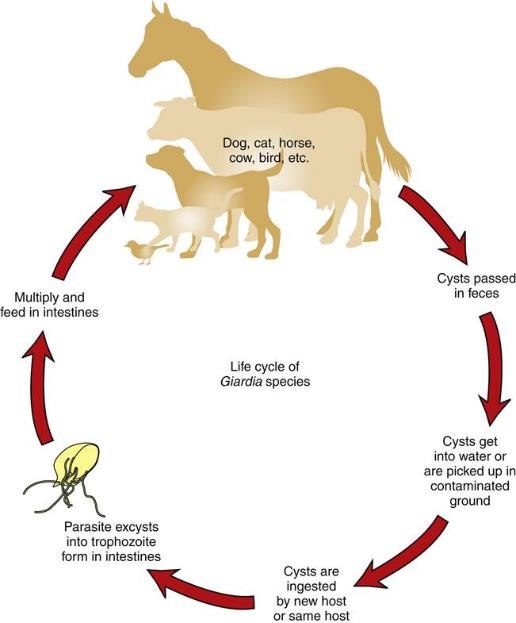 Dog, cat, horse,
cow, bird, etc.
Cysts passed
in feces
Cysts get
into water or
are picked up in
contaminated
ground
Cysts are
ingested
by new host
or same host
Parasite excysts
into trophozoite
form in intestines
Multiply and
feed in intestines
Life cycle of
Giardia species